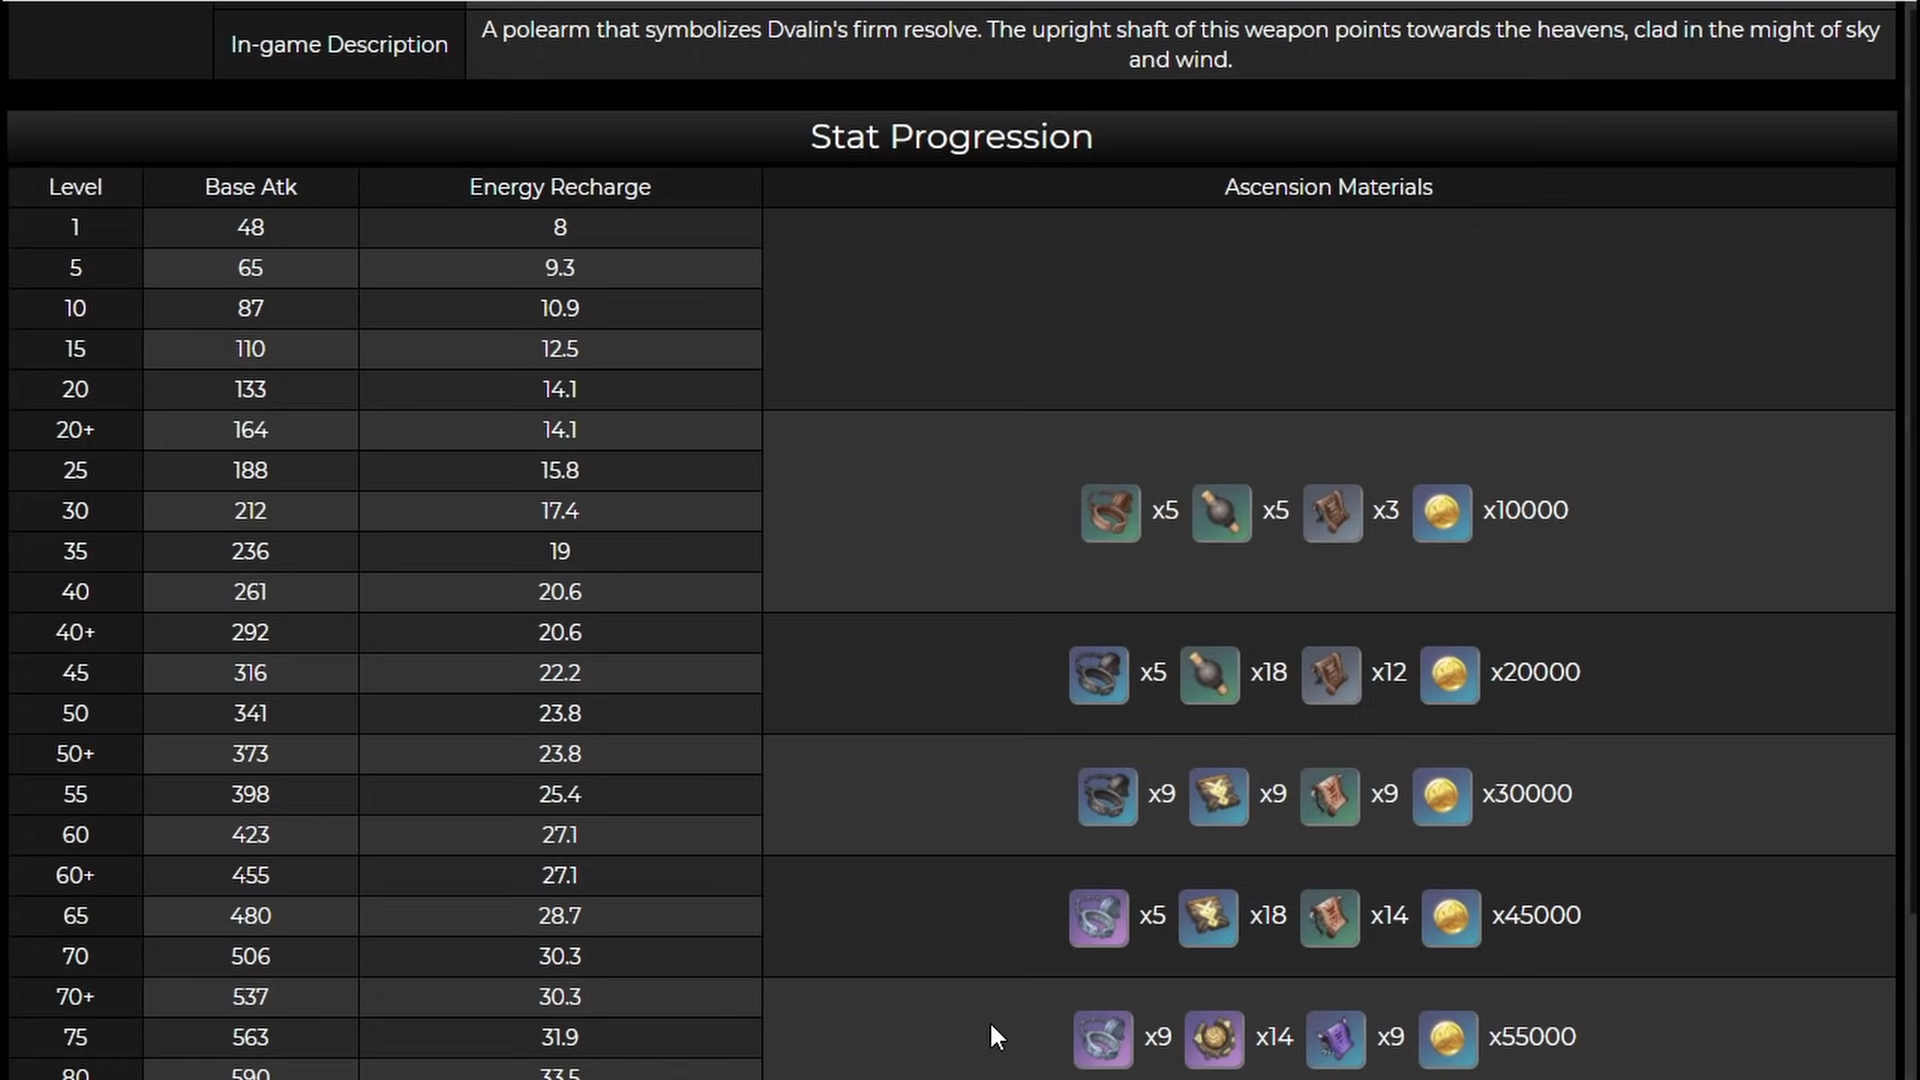 In-game Description
A polearm that symbolizes Dvalin's firm resolve. The upright shaft of this weapon points towards the heavens, clad in the might of sky
and wind.
Stat Progression
Level Base Atk Energy Recharge Ascension Materials
1 48 8
5 65 9.3
10 87 10.9
15 110 12.5
20 133 14.1
20+ 164 14.1
25 188 15.8
30 212 17.4
x5 x5 x3 x10000
35 236 19
40 261 20.6
40+ 292 20.6
45 316 22.2
x5 x18 x12 x20000
50 341 23.8
50+ 373 23.8
55 398 25.4
x9 x9 x9 x30000
60 423 27.1
60+ 455 27.1
65 480 28.7
x5 x18 x14 x45000
70 506 30.3
70+ 537 30.3
75 563 31.9
x9 x14 x9 x55000
80 590 33.5